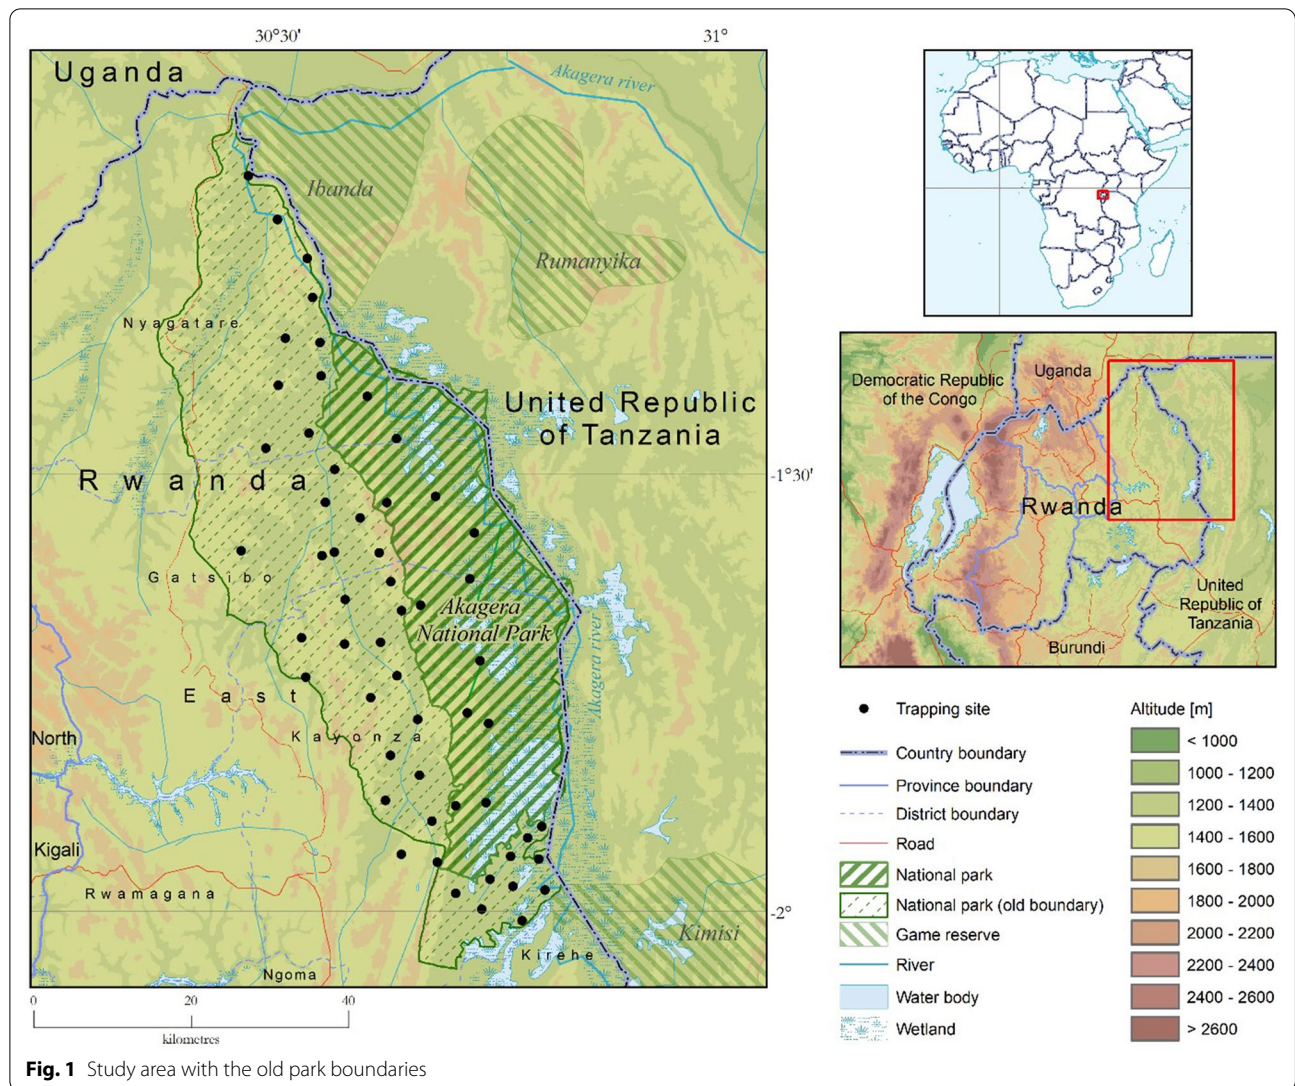 30°30'
31°
Uganda
Akagera river
Ibanda
Rumanyika
Nyagatare
United Republic
of Tanzania
Rwanda
-1°30'
Gatsibo
Akagera
National Park
Akagera river
East
Kayonza
North
Kigali
Rwamagana
-2°
Kimisi
Kirehe
Ngoma
0
20
40
kilometres
Democratic Republic
of the Congo
Uganda
Rwanda
United
Republic of
Tanzania
Burundi
Trapping site
Country boundary
Province boundary
District boundary
Road
National park
National park (old boundary)
Game reserve
River
Water body
Wetland
Altitude [m]
< 1000
1000 - 1200
1200 - 1400
1400 - 1600
1600 - 1800
1800 - 2000
2000 - 2200
2200 - 2400
2400 - 2600
> 2600
Fig. 1 Study area with the old park boundaries